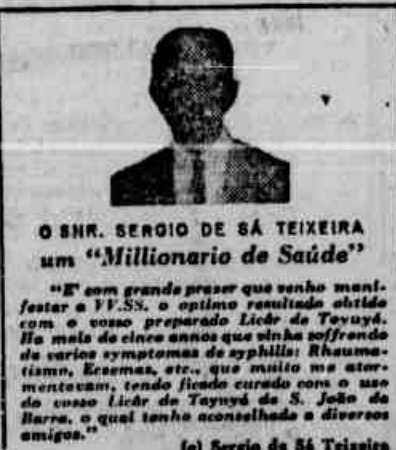 O SNR. SERGIO DE SÁ TEIXEIRA
um "Millionario de Saúde"
"E' com grande prazer que venho mani-
festar a VV.SS. o optimo resultado obtido
com o vosso preparado Licôr de Tayuyá.
Ha mais de cinco annos que vinha soffrendo
de varios symptomas de syphilis: Rheuma-
tismo, Eczemas, etc., que muito me ator-
mentavam, tendo ficado curado com o uso
do vosso Licôr de Tayuyá de S. João da
Barra, o qual tenho aconselhado a diversos
amigos."
(a) Sergio de Sá Teixeira